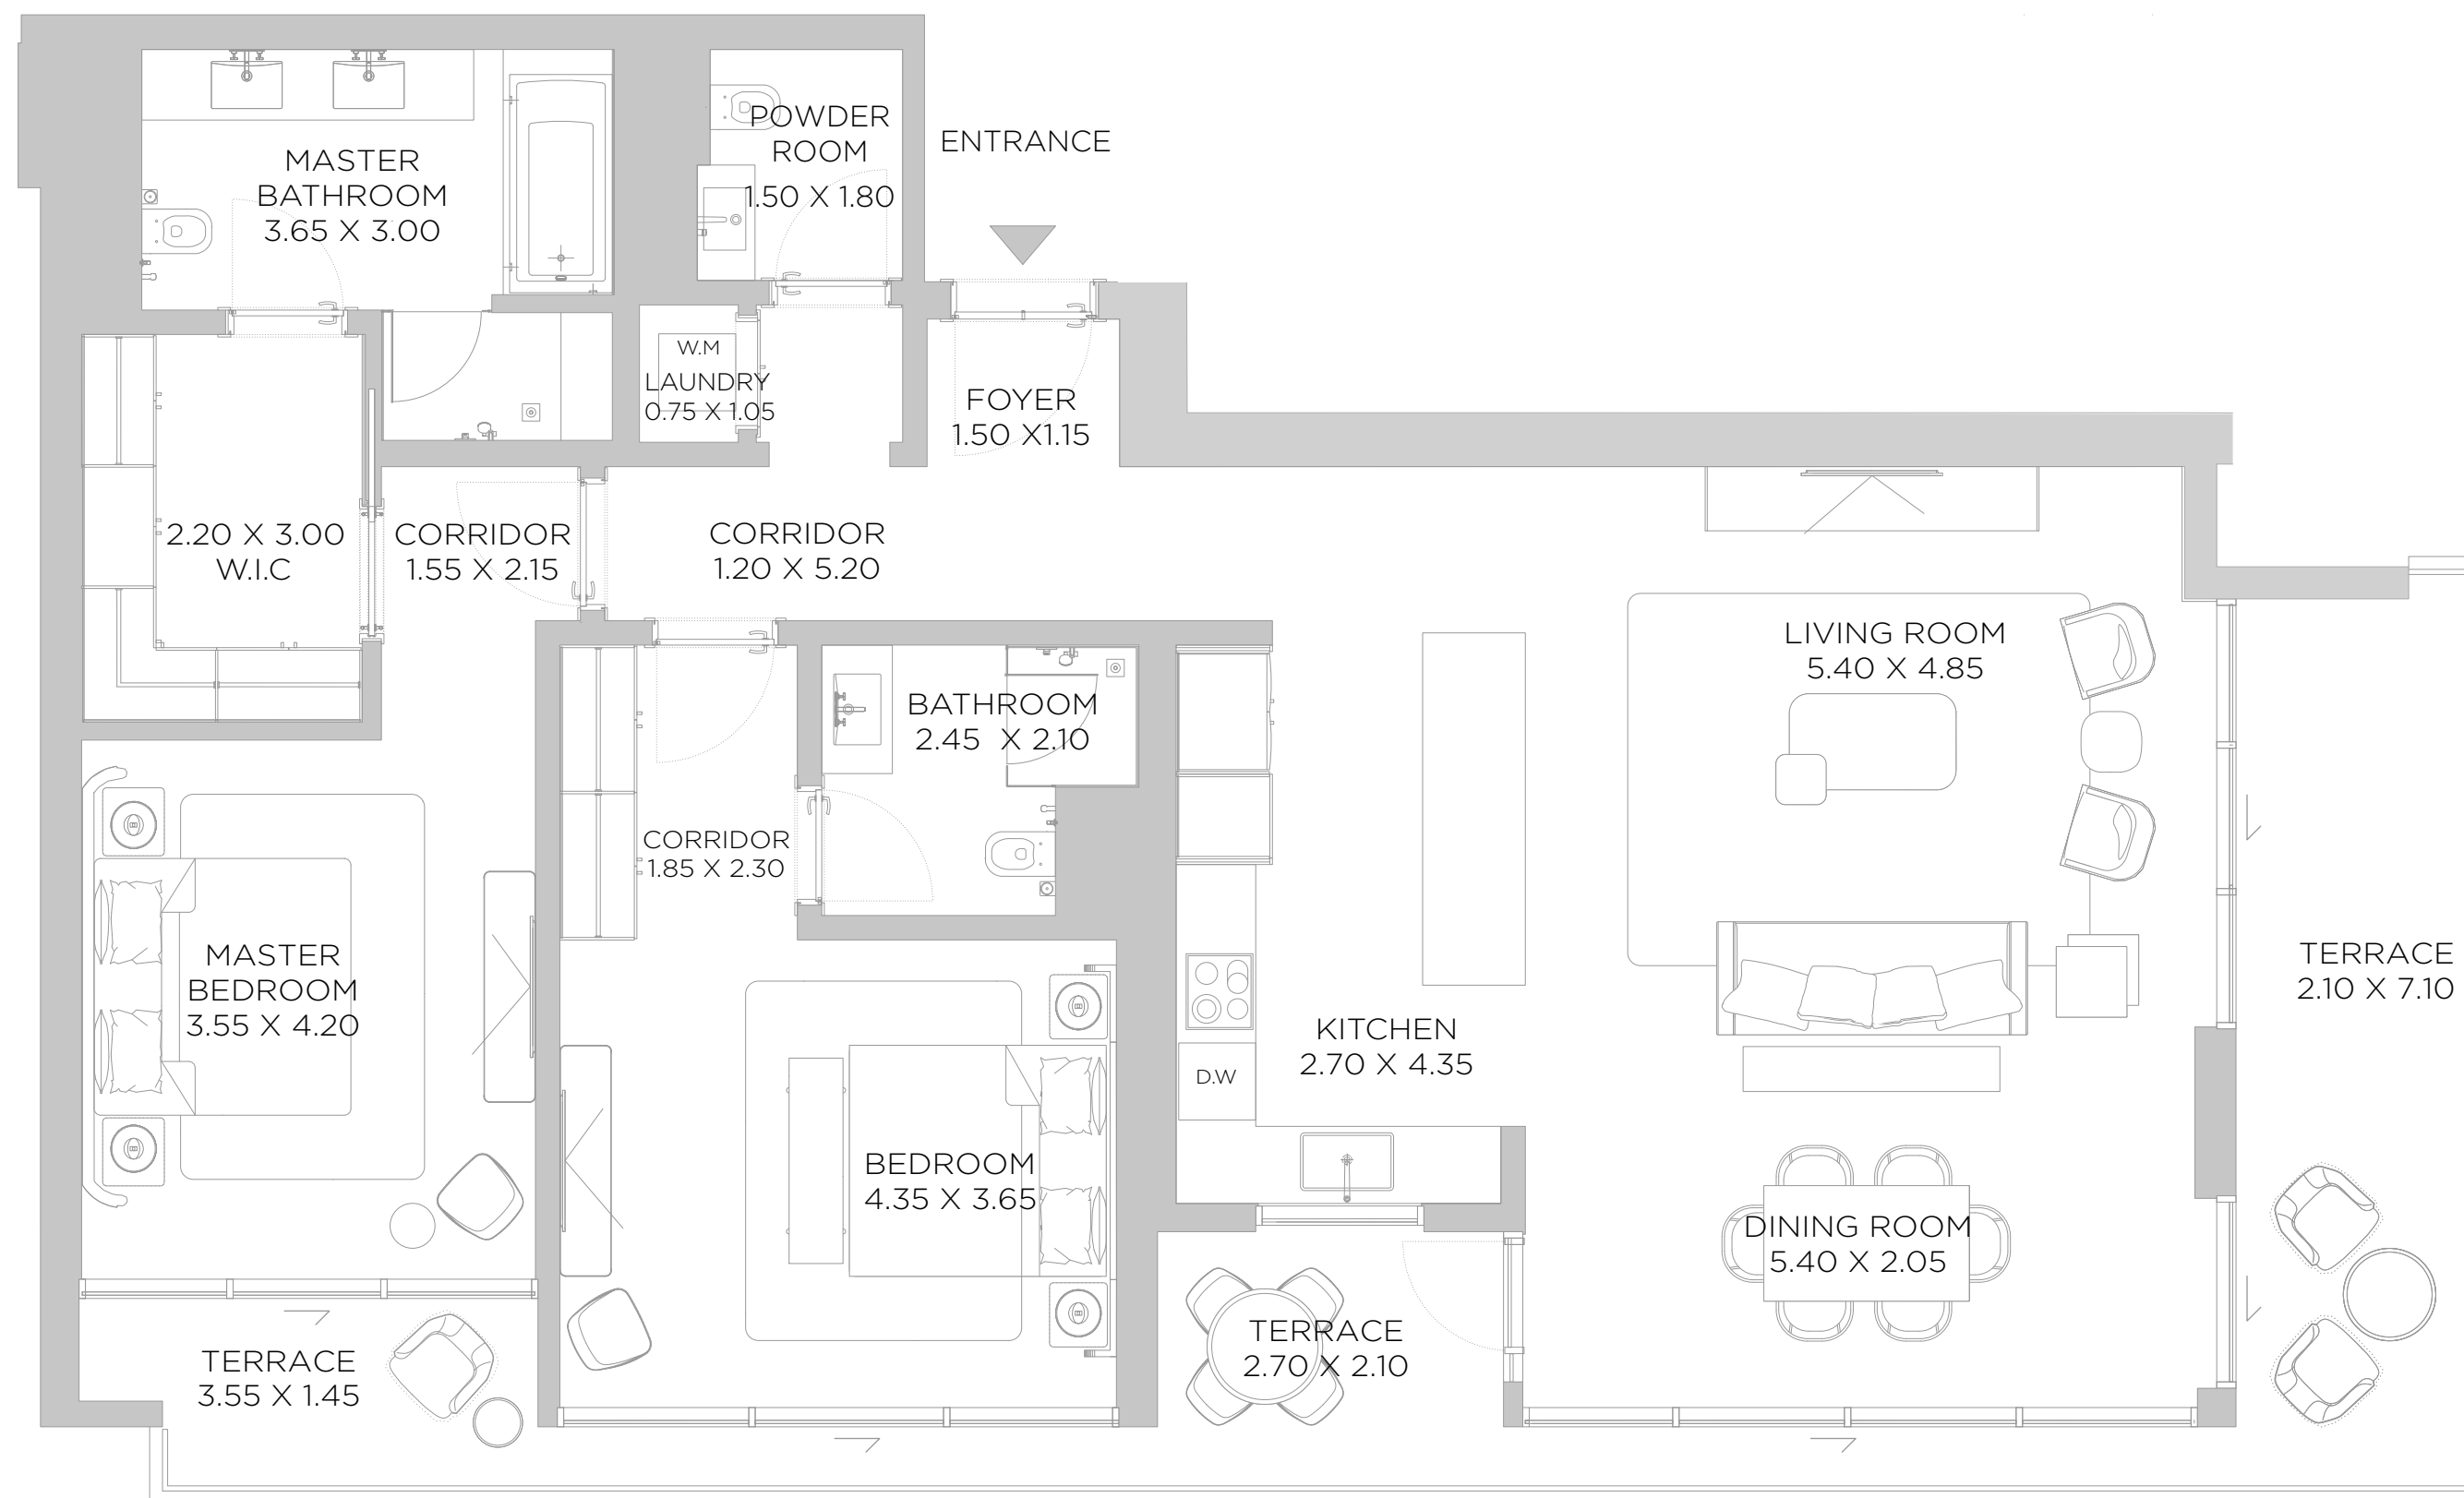 MASTER
BATHROOM
3.65 X 3.00
POWDER
ROOM
1.50 X 1.80
ENTRANCE
W.M
LAUNDRY
0.75 X 1.05
FOYER
1.50 X1.15
2.20 X 3.00
W.I.C
CORRIDOR
1.55 X 2.15
CORRIDOR
1.20 X 5.20
LIVING ROOM
5.40 X 4.85
BATHROOM
2.45 X 2.10
CORRIDOR
1.85 X 2.30
MASTER
BEDROOM
3.55 X 4.20
TERRACE
2.10 X 7.10
KITCHEN
2.70 X 4.35
D.W
BEDROOM
4.35 X 3.65
DINING ROOM
5.40 X 2.05
TERRACE
3.55 X 1.45
TERRACE
2.70 X 2.10